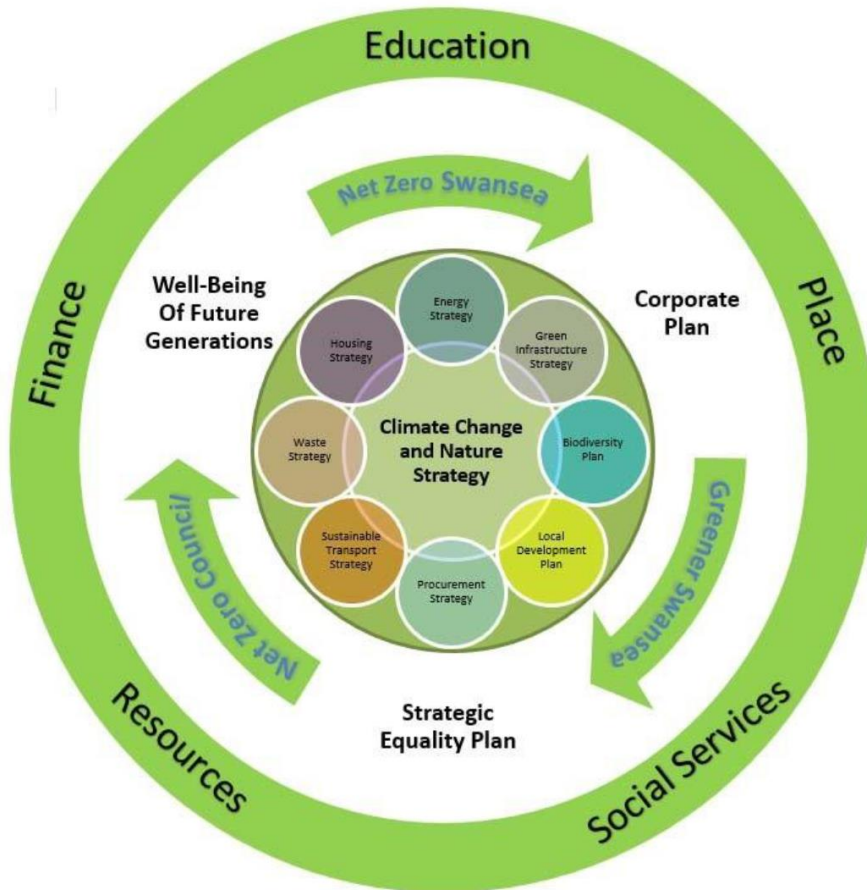 Education
Net Zero Swansea
Finance
Place
Well-Being
Of Future
Generations
Corporate
Plan
Energy
Strategy
Housing
Strategy
Green
Infrastructure
Strategy
Climate Change
and Nature
Strategy
Waste
Strategy
Biodiversity
Plan
Sustainable
Transport
Strategy
Local
Development
Plan
Procurement
Strategy
Net Zero Council
Greener Swansea
Strategic
Equality Plan
Resources
Social Services